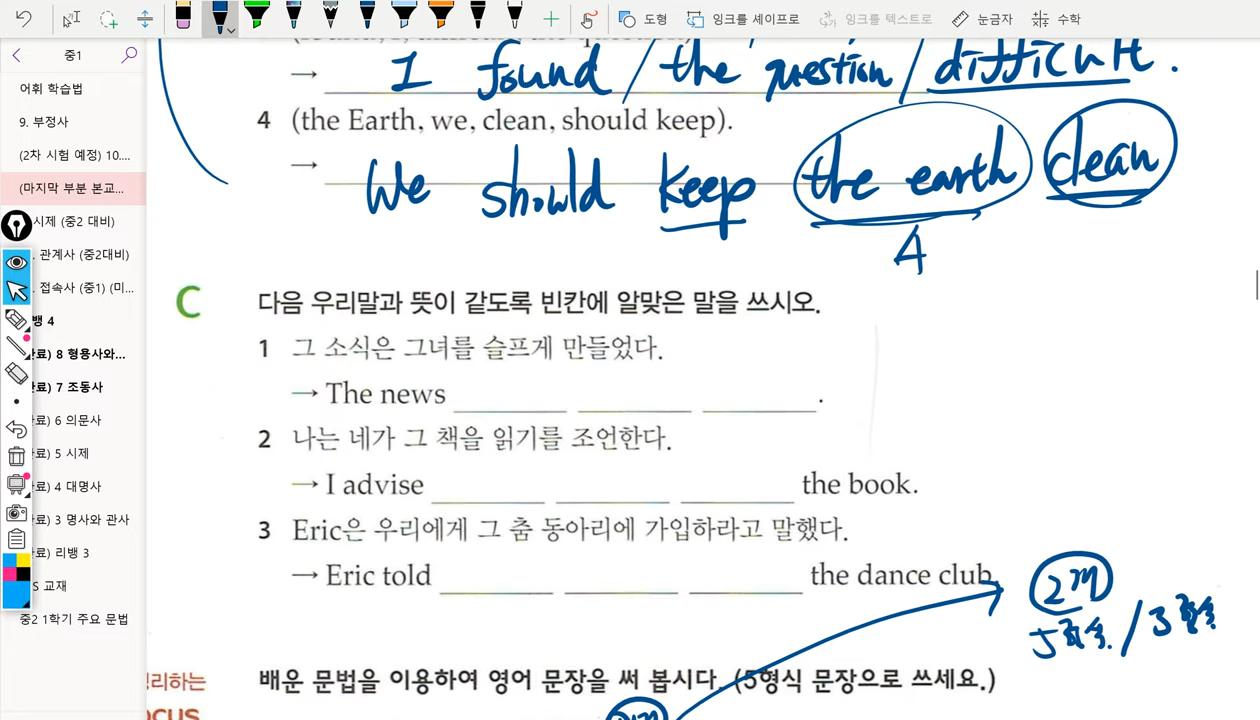 도형
잉크를 셰이프로
잉크를 텍스트로
눈금자
수학
중1
어휘 학습법
9. 부정사
(2차 시험 예정) 10....
(마지막 부분 본교...
시제 (중2 대비)
. 관계사 (중2대비)
. 접속사 (중1) (미...
뱅 4
료) 8 형용사와...
료) 7 조동사
료) 6 의문사
료) 5 시제
료) 4 대명사
료) 3 명사와 관사
료) 리뱅 3
S 교재
중2 1학기 주요 문법
→ I found / the question / difficult.
4 (the Earth, we, clean, should keep).
→ We should keep the earth clean
4
C 다음 우리말과 뜻이 같도록 빈칸에 알맞은 말을 쓰시오.
1 그 소식은 그녀를 슬프게 만들었다.
→ The news ________ ________ ________ .
2 나는 네가 그 책을 읽기를 조언한다.
→ I advise ________ ________ ________ the book.
3 Eric은 우리에게 그 춤 동아리에 가입하라고 말했다.
→ Eric told ________ ________ ________ the dance club.
2개
5형식 / 3형식
배운 문법을 이용하여 영어 문장을 써 봅시다. (5형식 문장으로 쓰세요.)
리하는
OCUS